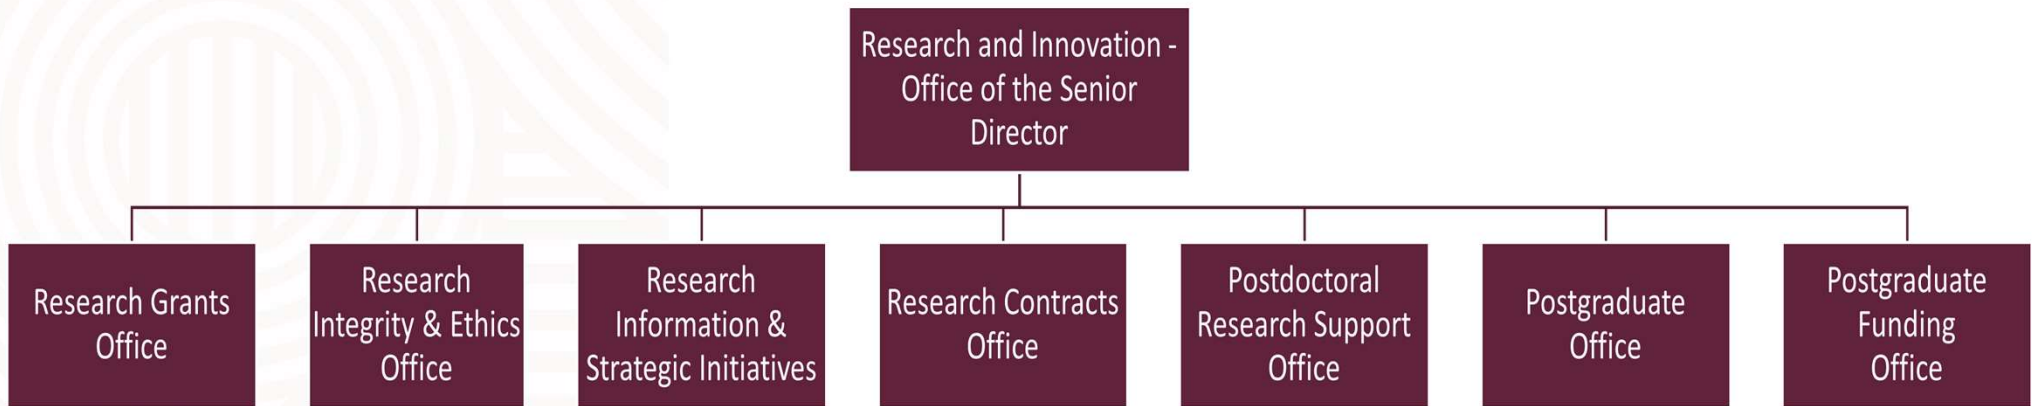 Research and Innovation -
Office of the Senior
Director
Research Grants
Office
Research
Integrity & Ethics
Office
Research
Information &
Strategic Initiatives
Research Contracts
Office
Postdoctoral
Research Support
Office
Postgraduate
Office
Postgraduate
Funding
Office